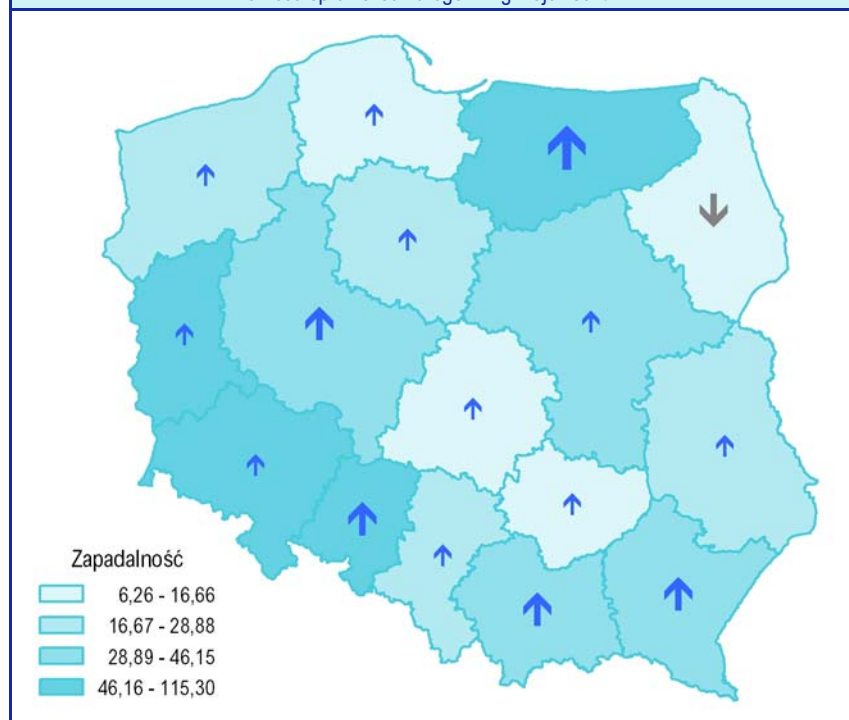 Zapadalność
6,26 - 16,66
16,67 - 28,88
28,89 - 46,15
46,16 - 115,30